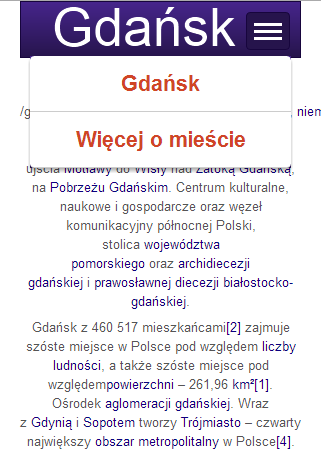 Gdańsk
Gdańsk
/g niem
Więcej o mieście
ujścia Motławy do Wisły nad Zatoką Gdańską,
na Pobrzeżu Gdańskim. Centrum kulturalne,
naukowe i gospodarcze oraz węzeł
komunikacyjny północnej Polski,
stolica województwa
pomorskiego oraz archidiecezji
gdańskiej i prawosławnej diecezji białostocko-
gdańskiej.
Gdańsk z 460 517 mieszkańcami[2] zajmuje
szóste miejsce w Polsce pod względem liczby
ludności, a także szóste miejsce pod
względempowierzchni – 261,96 km²[1].
Ośrodek aglomeracji gdańskiej. Wraz
z Gdynią i Sopotem tworzy Trójmiasto – czwarty
największy obszar metropolitalny w Polsce[4].